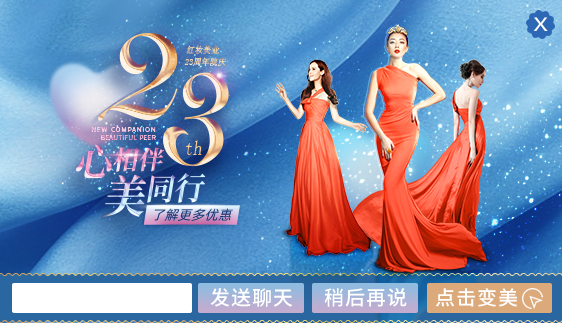 X
23th
红妆美业·
23周年院庆
NEW COMPANION
BEAUTIFUL PEER
心相伴
美同行
了解更多优惠
发送聊天
稍后再说
点击变美